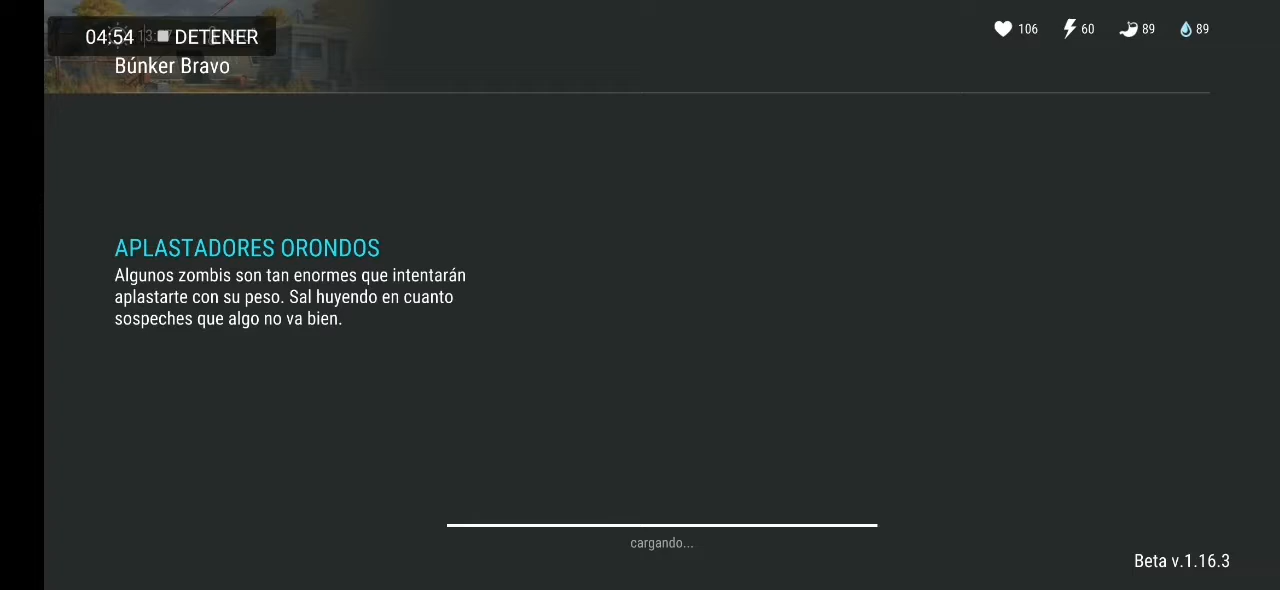 04:54 DETENER
106 60 89 89
Búnker Bravo
APLASTADORES ORONDOS
Algunos zombis son tan enormes que intentarán
aplastarte con su peso. Sal huyendo en cuanto
sospeches que algo no va bien.
cargando...
Beta v.1.16.3